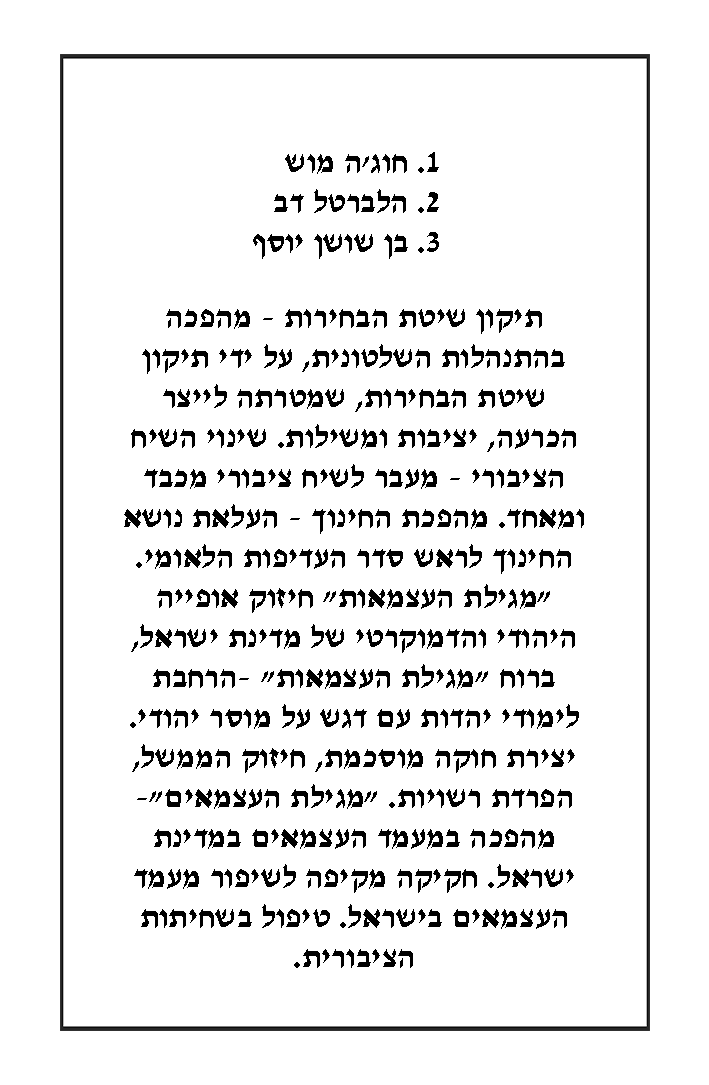 1. חוג׳ה מוש
2. הלברטל דב
3. בן שושן יוסף
תיקון שיטת הבחירות - מהפכה
בהתנהלות השלטונית, על ידי תיקון
שיטת הבחירות, שמטרתה לייצר
הכרעה, יציבות ומשילות. שינוי השיח
הציבורי - מעבר לשיח ציבורי מכבד
ומאחד. מהפכת החינוך - העלאת נושא
החינוך לראש סדר העדיפות הלאומי.
״מגילת העצמאות״ חיזוק אופייה
היהודי והדמוקרטי של מדינת ישראל,
ברוח ״מגילת העצמאות״ -הרחבת
לימודי יהדות עם דגש על מוסר יהודי.
יצירת חוקה מוסכמת, חיזוק הממשל,
הפרדת רשויות. ״מגילת העצמאים״-
מהפכה במעמד העצמאים במדינת
ישראל. חקיקה מקיפה לשיפור מעמד
העצמאים בישראל. טיפול בשחיתות
הציבורית.